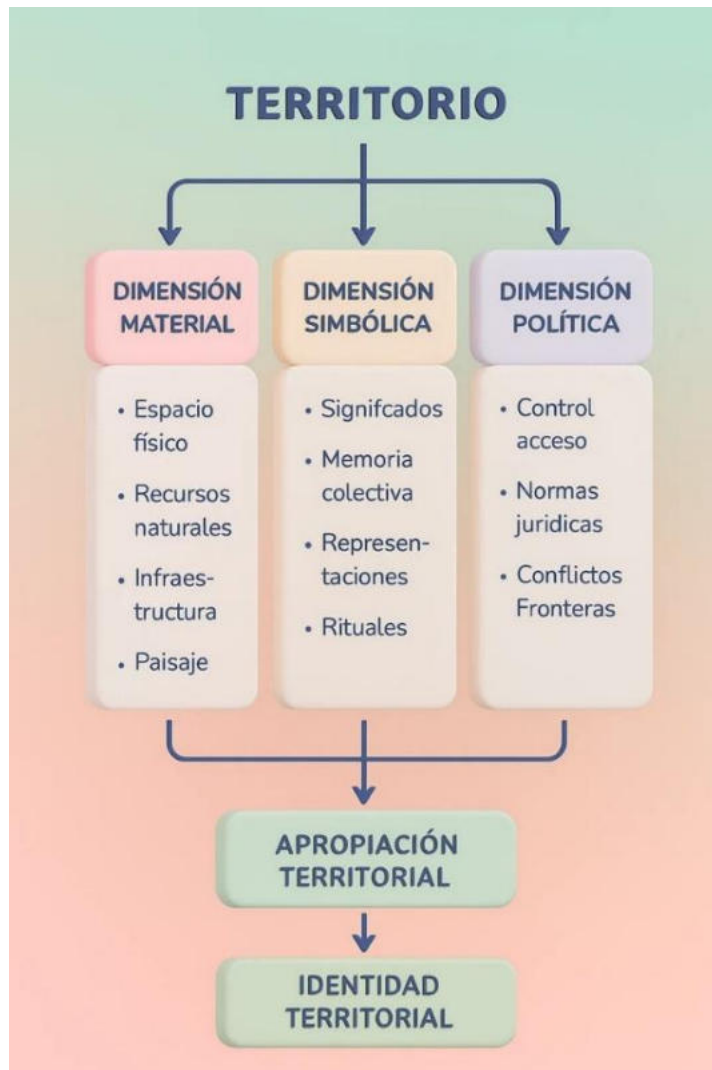 TERRITORIO
DIMENSIÓN
MATERIAL
• Espacio
físico
• Recursos
naturales
• Infraes-
tructura
• Paisaje
DIMENSIÓN
SIMBÓLICA
• Signifcados
• Memoria
colectiva
• Represen-
taciones
• Rituales
DIMENSIÓN
POLÍTICA
• Control
acceso
• Normas
juridicas
• Conflictos
Fronteras
APROPIACIÓN
TERRITORIAL
IDENTIDAD
TERRITORIAL